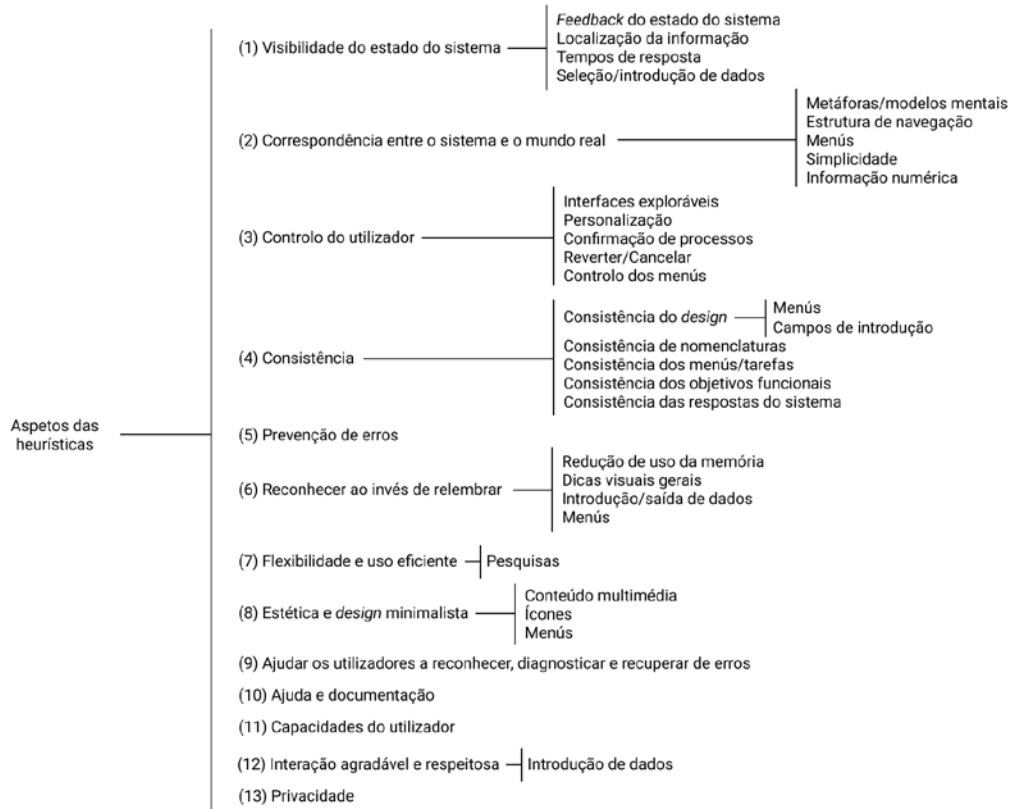 Aspetos das
heurísticas
(1) Visibilidade do estado do sistema
Feedback do estado do sistema
Localização da informação
Tempos de resposta
Seleção/introdução de dados
(2) Correspondência entre o sistema e o mundo real
Metáforas/modelos mentais
Estrutura de navegação
Menús
Simplicidade
Informação numérica
(3) Controlo do utilizador
Interfaces exploráveis
Personalização
Confirmação de processos
Reverter/Cancelar
Controlo dos menús
(4) Consistência
Consistência do design
Menús
Campos de introdução
Consistência de nomenclaturas
Consistência dos menús/tarefas
Consistência dos objetivos funcionais
Consistência das respostas do sistema
(5) Prevenção de erros
(6) Reconhecer ao invés de relembrar
Redução de uso da memória
Dicas visuais gerais
Introdução/saída de dados
Menús
(7) Flexibilidade e uso eficiente
Pesquisas
(8) Estética e design minimalista
Conteúdo multimédia
Ícones
Menús
(9) Ajudar os utilizadores a reconhecer, diagnosticar e recuperar de erros
(10) Ajuda e documentação
(11) Capacidades do utilizador
(12) Interação agradável e respeitosa
Introdução de dados
(13) Privacidade